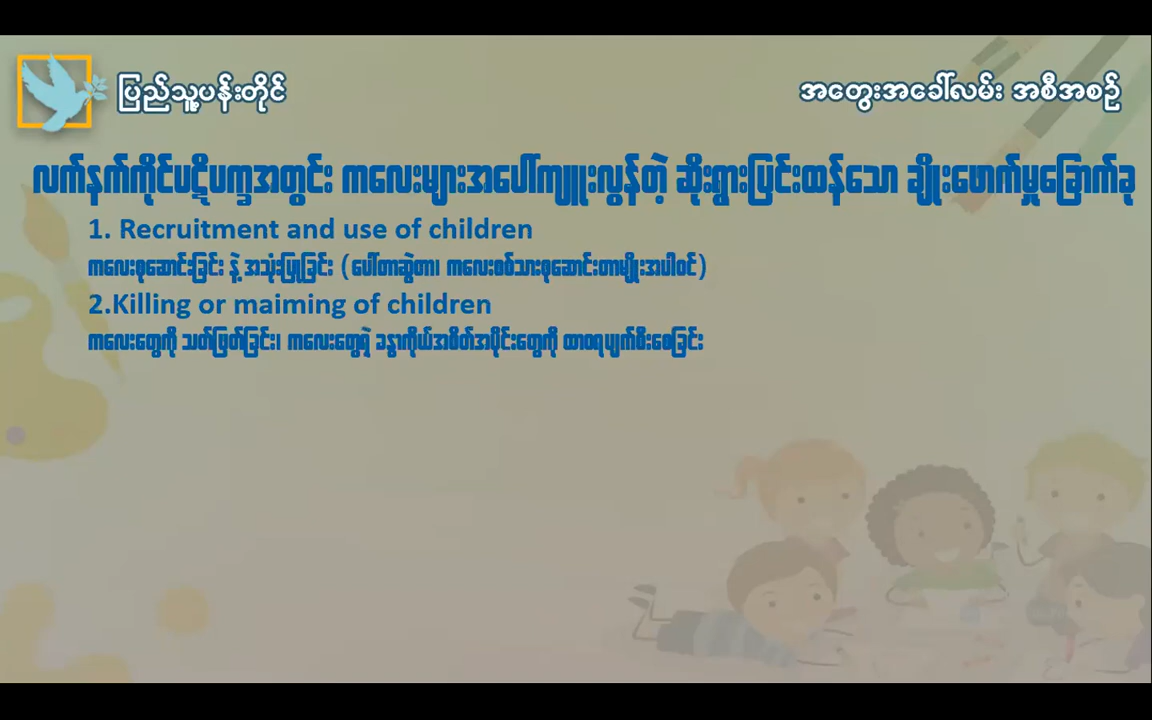 ပြည်သူ့ပန်းတိုင်
အတွေးအခေါ်လမ်း အစီအစဉ်
လက်နက်ကိုင်ပဋိပက္ခအတွင်း ကလေးများအပေါ်ကျူးလွန်တဲ့ ဆိုးရွားပြင်းထန်သော ချိုးဖောက်မှုခြောက်ခု
1. Recruitment and use of children
ကလေးစုဆောင်းခြင်း နဲ့ အသုံးပြုခြင်း (ပေါ်တာဆွဲတာ၊ ကလေးစစ်သားစုဆောင်းတာမျိုးအပါဝင်)
2.Killing or maiming of children
ကလေးတွေကို သတ်ဖြတ်ခြင်း၊ ကလေးတွေရဲ့ ခန္ဓာကိုယ်အစိတ်အပိုင်းတွေကို ထာဝရပျက်စီးစေခြင်း